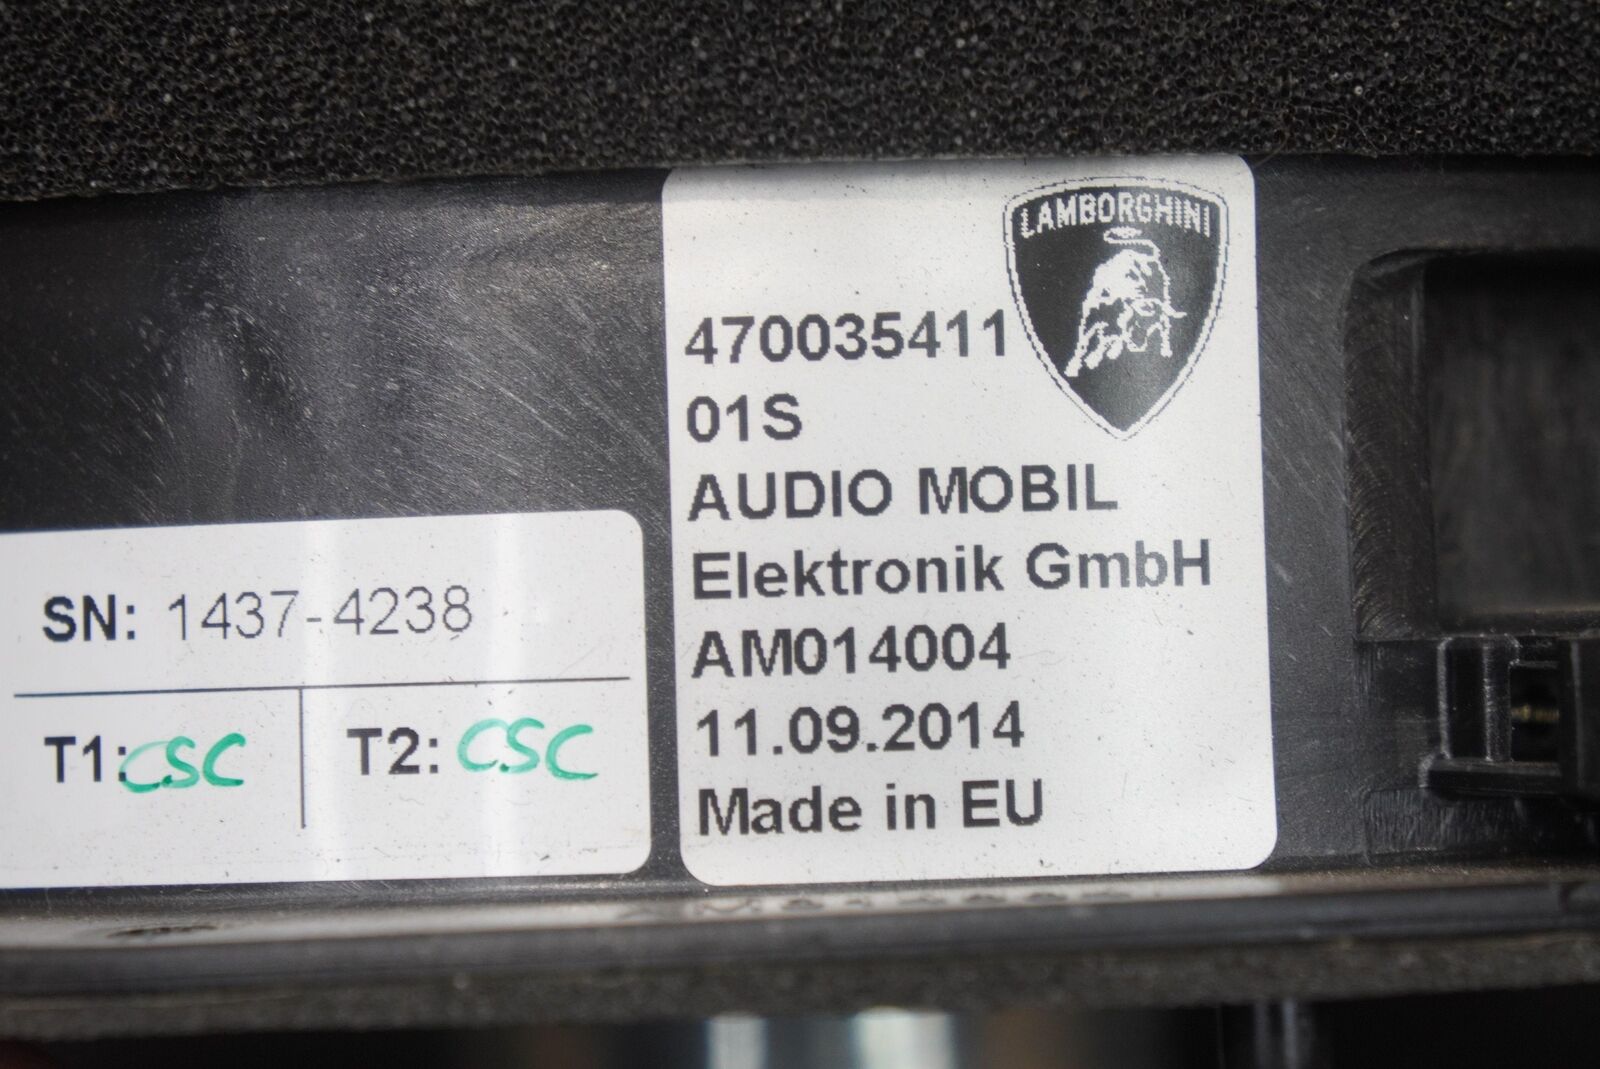 LAMBORGHINI
470035411
01S
AUDIO MOBIL
Elektronik GmbH
AM014004
11.09.2014
Made in EU
SN: 1437-4238
T1: CSC
T2: CSC